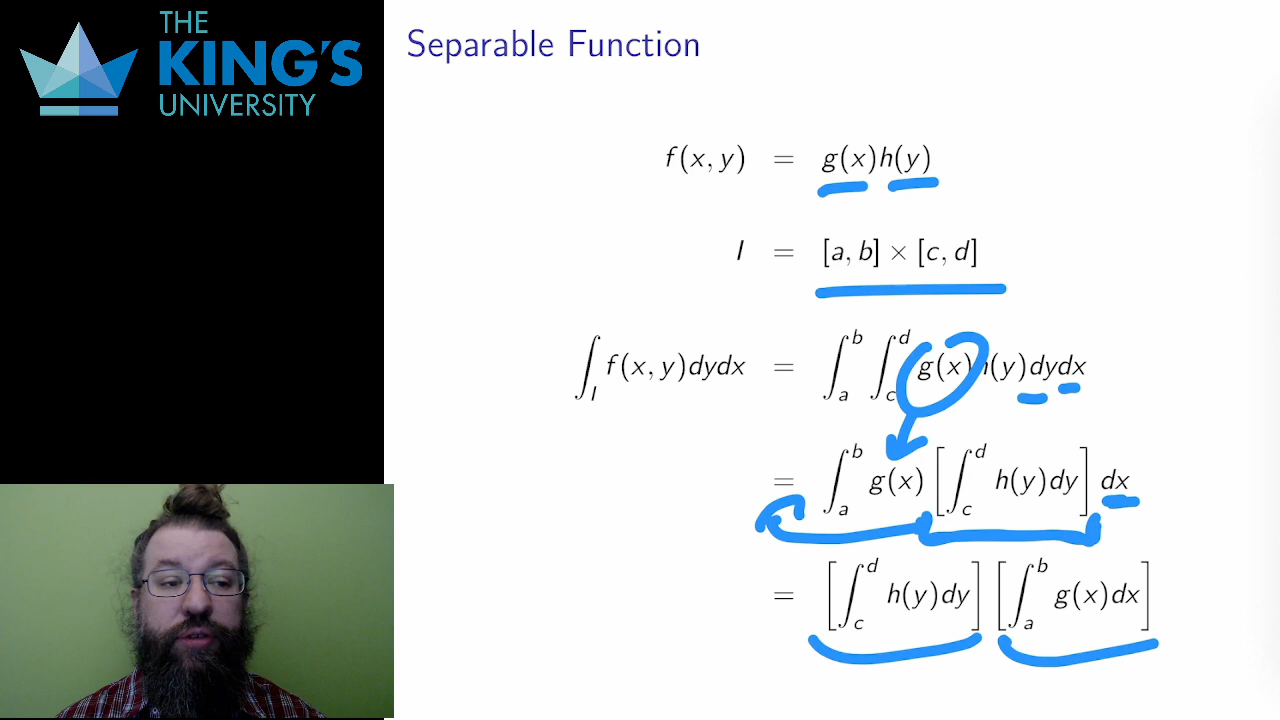 THE
KING'S
UNIVERSITY
Separable Function
f(x, y) = g(x)h(y)
I = [a, b] × [c, d]
∫_I f(x, y)dydx = ∫_a^b ∫_c^d g(x)h(y)dydx
= ∫_a^b g(x) [∫_c^d h(y)dy] dx
= [∫_c^d h(y)dy] [∫_a^b g(x)dx]